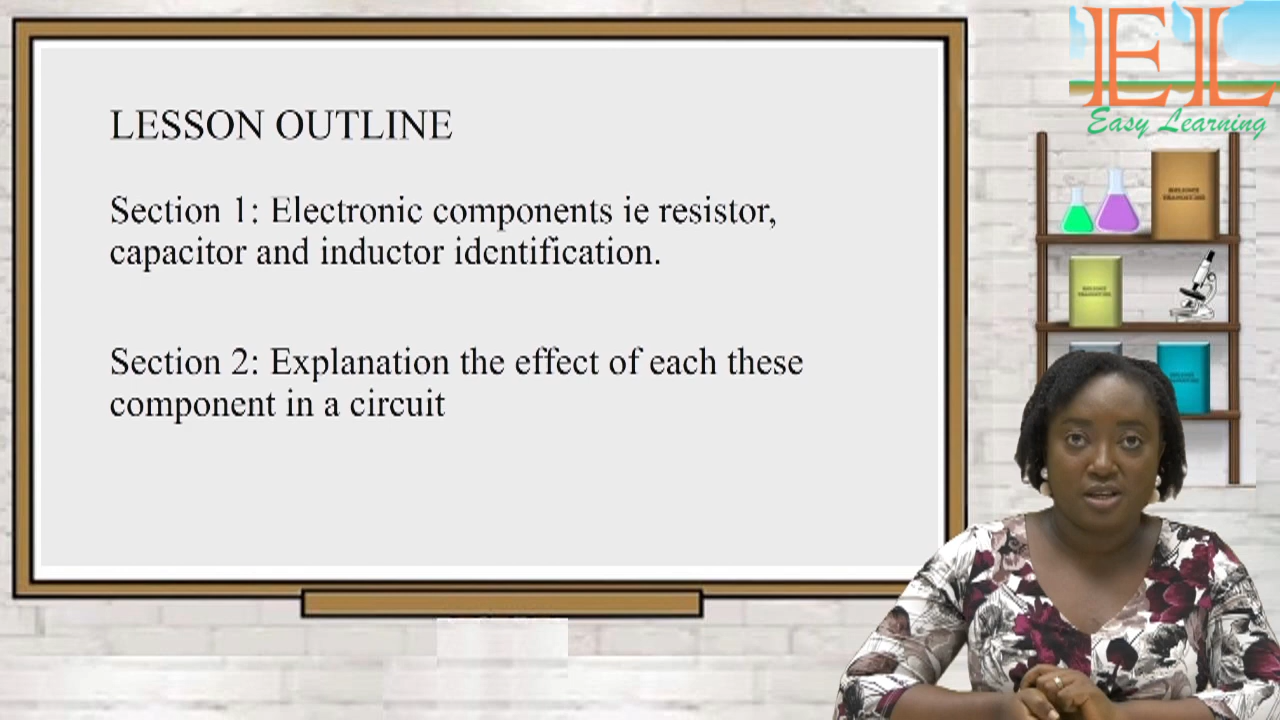 LESSON OUTLINE
Section 1: Electronic components ie resistor,
capacitor and inductor identification.
Section 2: Explanation the effect of each these
component in a circuit
EL
Easy Learning